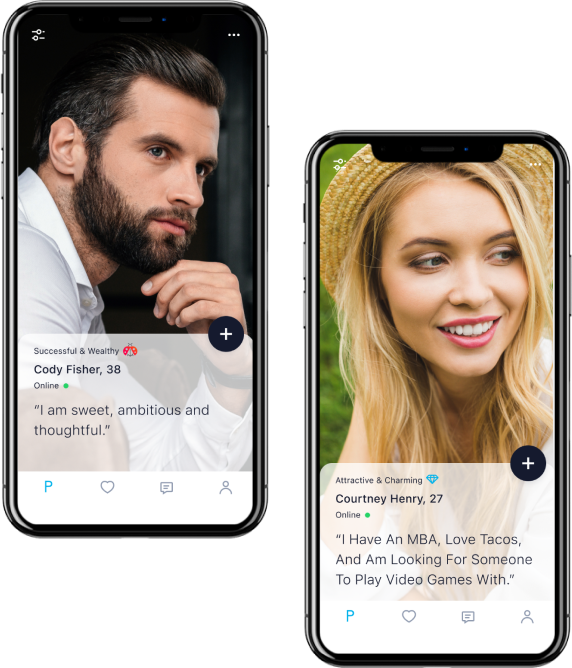 Successful & Wealthy
Cody Fisher, 38
Online
“I am sweet, ambitious and
thoughtful.”
P
Attractive & Charming
Courtney Henry, 27
Online
“I Have An MBA, Love Tacos,
And Am Looking For Someone
To Play Video Games With.”
P